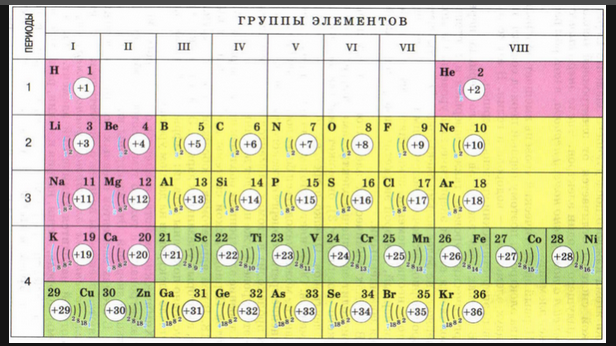 ПЕРИОДЫ
ГРУППЫ ЭЛЕМЕНТОВ
I II III IV V VI VII VIII
1
H 1 He 2
+1 +2
2
Li 3 Be 4 B 5 C 6 N 7 O 8 F 9 Ne 10
+3 +4 +5 +6 +7 +8 +9 +10
3
Na 11 Mg 12 Al 13 Si 14 P 15 S 16 Cl 17 Ar 18
+11 +12 +13 +14 +15 +16 +17 +18
4
K 19 Ca 20 21 Sc 22 Ti 23 V 24 Cr 25 Mn 26 Fe 27 Co 28 Ni
+19 +20 +21 +22 +23 +24 +25 +26 +27 +28
29 Cu 30 Zn Ga 31 Ge 32 As 33 Se 34 Br 35 Kr 36
+29 +30 +31 +32 +33 +34 +35 +36